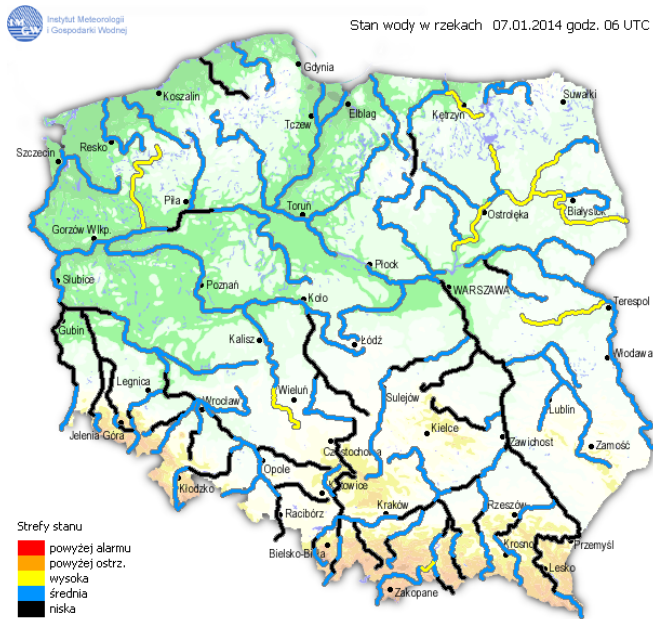 IMGW
Instytut Meteorologii
i Gospodarki Wodnej
Stan wody w rzekach 07.01.2014 godz. 06 UTC
Gdynia
Koszalin
Suwałki
Elbląg
Kętrzyn
Tczew
Resko
Szczecin
Piła
Toruń
Ostrołęka
Białystok
Gorzów Wlkp.
Płock
Słubice
Poznań
Koło
WARSZAWA
Terespol
Gubin
Kalisz
Łódź
Włodawa
Legnica
Wieluń
Sulejów
Wrocław
Lublin
Jelenia Góra
Kielce
Zawichost
Zamość
Częstochowa
Opole
Kłodzko
Katowice
Racibórz
Kraków
Rzeszów
Strefy stanu
Przemyśl
powyżej alarmu
Bielsko-Biała
Krosno
powyżej ostrz.
Lesko
wysoka
Zakopane
średnia
niska